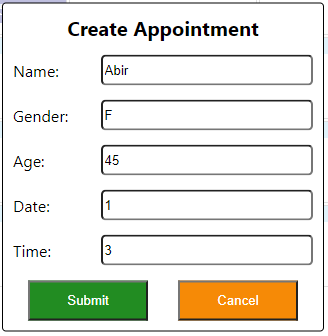 Create Appointment
Name: Abir
Gender: F
Age: 45
Date: 1
Time: 3
Submit Cancel